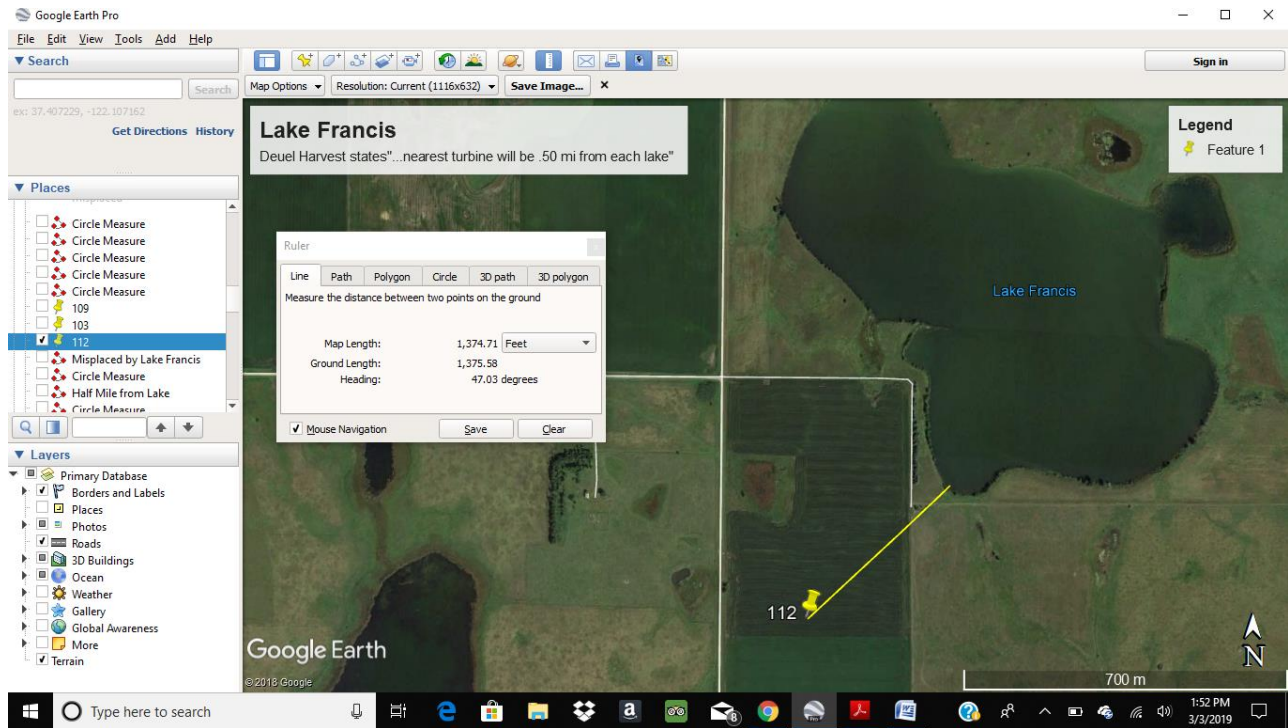 Google Earth Pro
File Edit View Tools Add Help
Search
Search
ex: 37.407229, -122.107162
Get Directions History
Places
Circle Measure
Circle Measure
Circle Measure
Circle Measure
Circle Measure
109
103
112
Misplaced by Lake Francis
Circle Measure
Half Mile from Lake
Circle Measure
Layers
Primary Database
Borders and Labels
Places
Photos
Roads
3D Buildings
Ocean
Weather
Gallery
Global Awareness
More
Terrain
Sign in
Map Options Resolution: Current (1116x632) Save Image...
Lake Francis
Deuel Harvest states"...nearest turbine will be .50 mi from each lake"
Legend
Feature 1
Ruler
Line Path Polygon Circle 3D path 3D polygon
Measure the distance between two points on the ground
Map Length: 1,374.71 Feet
Ground Length: 1,375.58
Heading: 47.03 degrees
Mouse Navigation Save Clear
Lake Francis
112
N
Google Earth
© 2018 Google
700 m
Type here to search
a
8
Pro
1:52 PM
3/3/2019